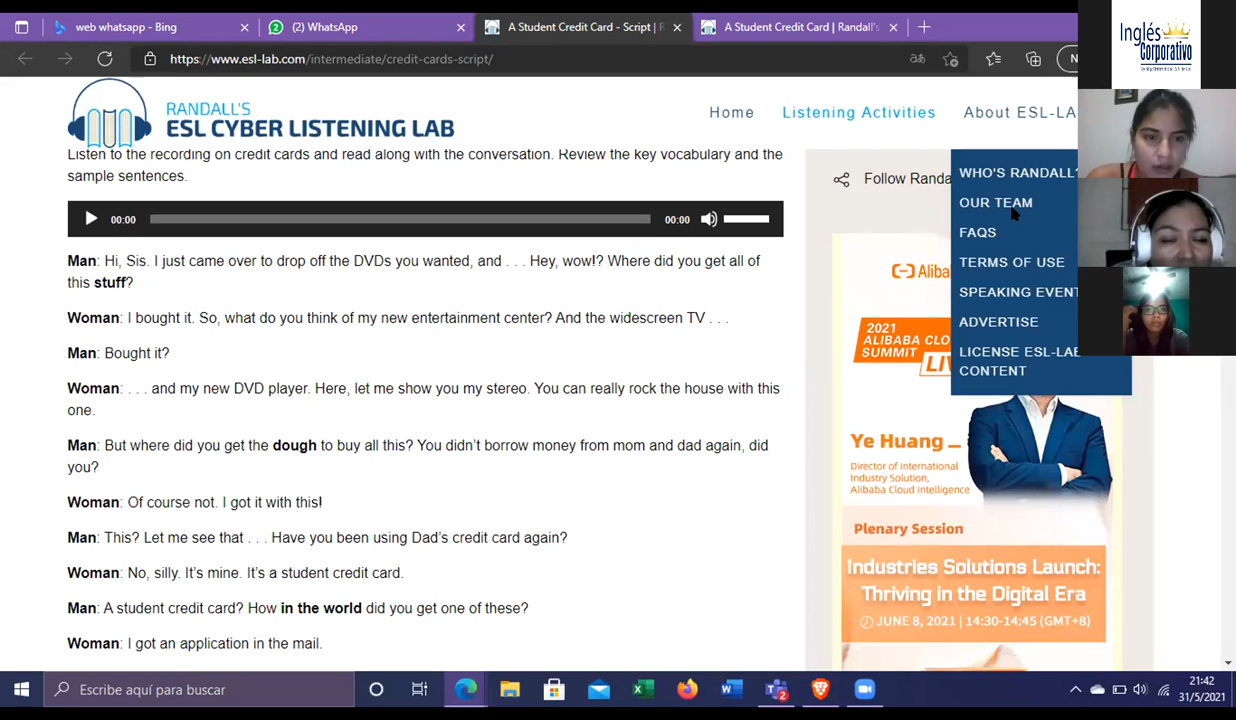 web whatsapp - Bing
2
(2) WhatsApp
A Student Credit Card - Script | R
A Student Credit Card | Randall's
https://www.esl-lab.com/intermediate/credit-cards-script/
N
RANDALL'S
ESL CYBER LISTENING LAB
Home
Listening Activities
About ESL-LA
Listen to the recording on credit cards and read along with the conversation. Review the key vocabulary and the
sample sentences.
00:00
00:00
Man: Hi, Sis. I just came over to drop off the DVDs you wanted, and . . . Hey, wow!? Where did you get all of
this stuff?
Woman: I bought it. So, what do you think of my new entertainment center? And the widescreen TV . . .
Man: Bought it?
Woman: . . . and my new DVD player. Here, let me show you my stereo. You can really rock the house with this
one.
Man: But where did you get the dough to buy all this? You didn't borrow money from mom and dad again, did
you?
Woman: Of course not. I got it with this!
Man: This? Let me see that . . . Have you been using Dad's credit card again?
Woman: No, silly. It's mine. It's a student credit card.
Man: A student credit card? How in the world did you get one of these?
Woman: I got an application in the mail.
Follow Randa
WHO'S RANDALL?
OUR TEAM
FAQS
TERMS OF USE
SPEAKING EVENT
ADVERTISE
LICENSE ESL-LAB
CONTENT
Alibaba
2021
ALIBABA CLO
SUMMIT LIV
Ye Huang
Director of International
Industry Solution,
Alibaba Cloud Intelligence
Plenary Session
Industries Solutions Launch:
Thriving in the Digital Era
JUNE 8, 2021 | 14:30-14:45 (GMT+8)
Inglés
Corporativo
Escribe aquí para buscar
2
21:42
31/5/2021